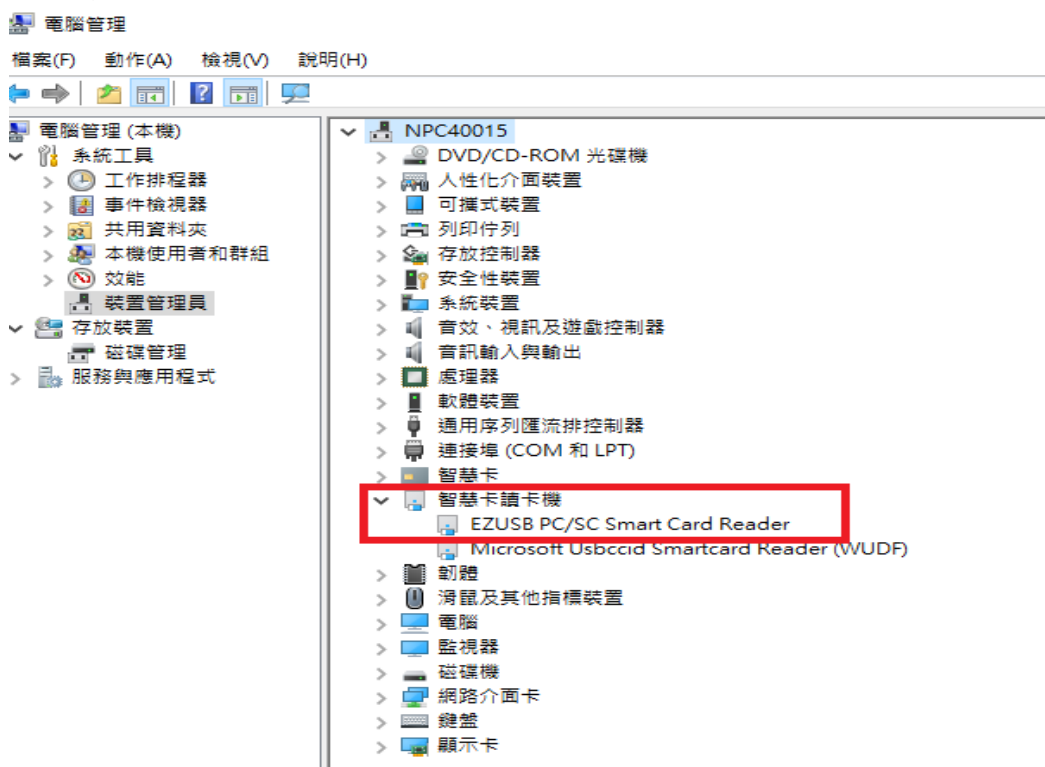 電腦管理
檔案(F) 動作(A) 檢視(V) 說明(H)
電腦管理 (本機)
系統工具
工作排程器
事件檢視器
共用資料夾
本機使用者和群組
效能
裝置管理員
存放裝置
磁碟管理
服務與應用程式
NPC40015
DVD/CD-ROM 光碟機
人性化介面裝置
可攜式裝置
列印佇列
存放控制器
安全性裝置
系統裝置
音效、視訊及遊戲控制器
音訊輸入與輸出
處理器
軟體裝置
通用序列匯流排控制器
連接埠 (COM 和 LPT)
智慧卡
智慧卡讀卡機
EZUSB PC/SC Smart Card Reader
Microsoft Usbccid Smartcard Reader (WUDF)
韌體
滑鼠及其他指標裝置
電腦
監視器
磁碟機
網路介面卡
鍵盤
顯示卡